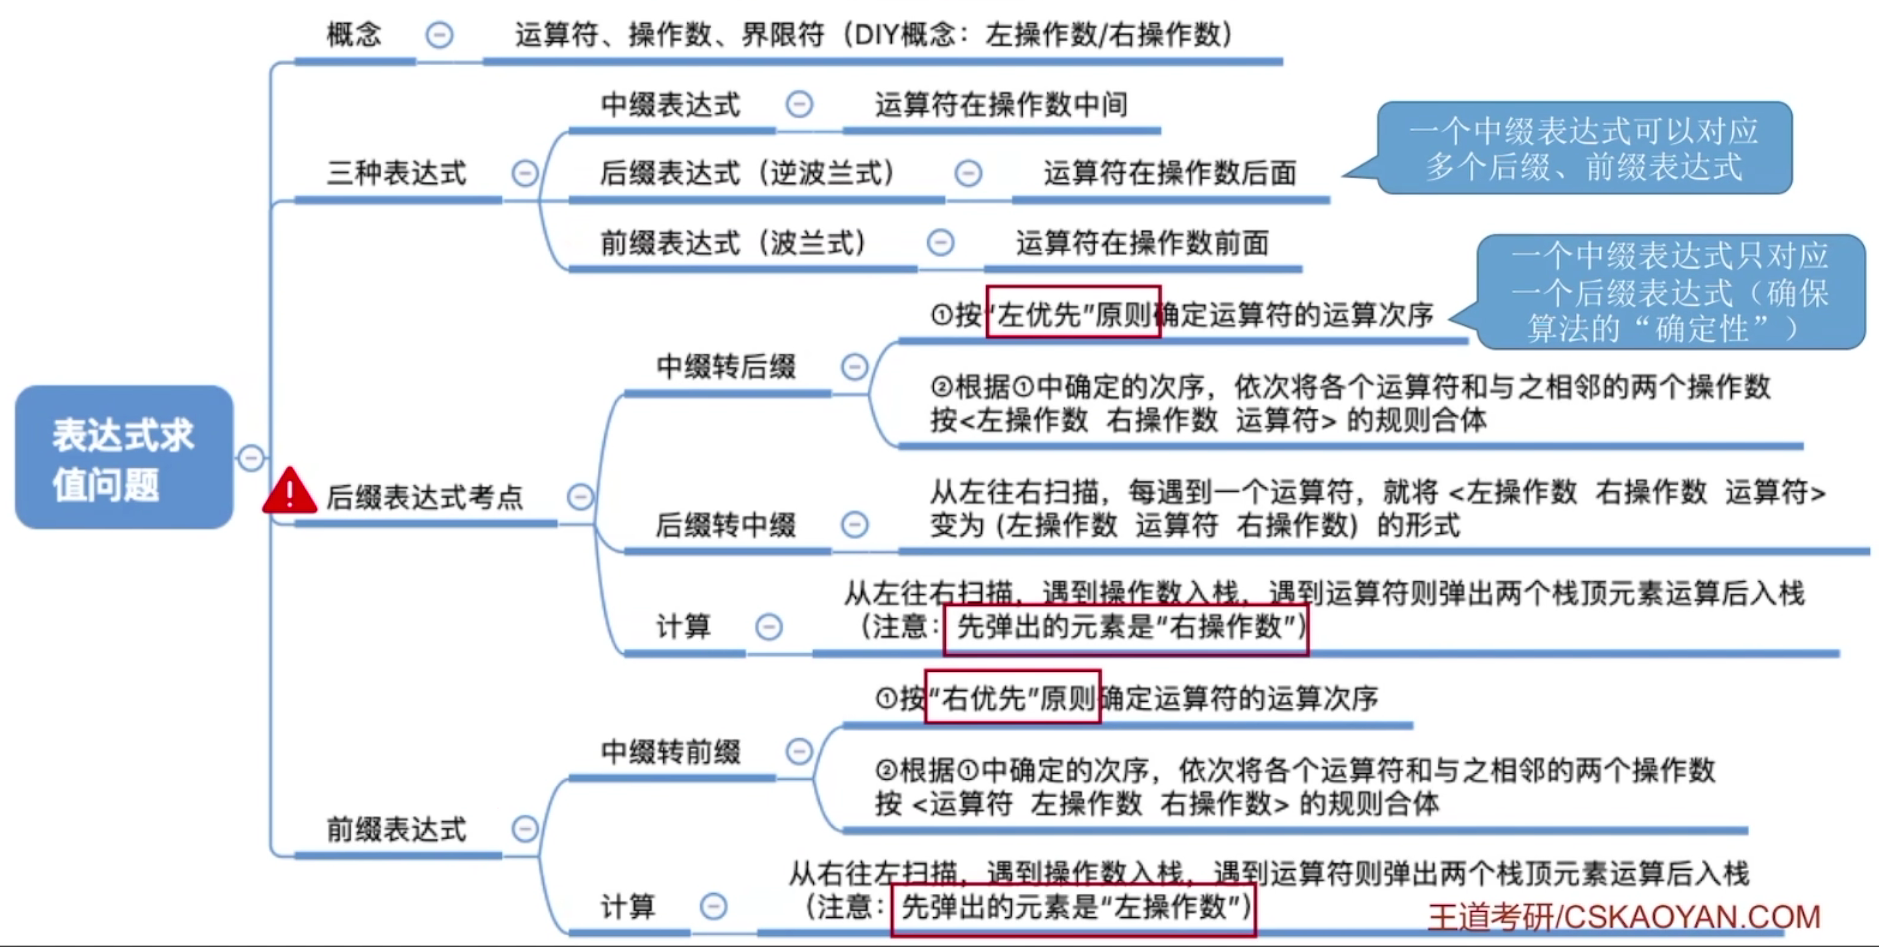 概念
运算符、操作数、界限符（DIY概念：左操作数/右操作数）
中缀表达式
运算符在操作数中间
一个中缀表达式可以对应
多个后缀、前缀表达式
三种表达式
后缀表达式（逆波兰式）
运算符在操作数后面
前缀表达式（波兰式）
运算符在操作数前面
一个中缀表达式只对应
一个后缀表达式（确保
算法的“确定性”）
①按“左优先”原则确定运算符的运算次序
中缀转后缀
②根据①中确定的次序，依次将各个运算符和与之相邻的两个操作数
按<左操作数 右操作数 运算符> 的规则合体
表达式求
值问题
后缀表达式考点
从左往右扫描，每遇到一个运算符，就将 <左操作数 右操作数 运算符>
变为 (左操作数 运算符 右操作数) 的形式
后缀转中缀
从左往右扫描，遇到操作数入栈，遇到运算符则弹出两个栈顶元素运算后入栈
（注意：先弹出的元素是“右操作数”)
计算
①按“右优先”原则确定运算符的运算次序
中缀转前缀
②根据①中确定的次序，依次将各个运算符和与之相邻的两个操作数
按 <运算符 左操作数 右操作数> 的规则合体
前缀表达式
从右往左扫描，遇到操作数入栈，遇到运算符则弹出两个栈顶元素运算后入栈
（注意：先弹出的元素是“左操作数”)
计算
王道考研/CSKAOYAN.COM